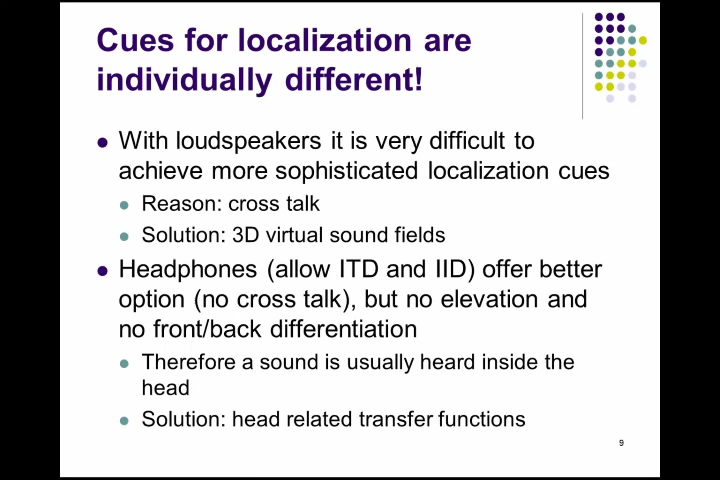 Cues for localization are
individually different!
With loudspeakers it is very difficult to
achieve more sophisticated localization cues
Reason: cross talk
Solution: 3D virtual sound fields
Headphones (allow ITD and IID) offer better
option (no cross talk), but no elevation and
no front/back differentiation
Therefore a sound is usually heard inside the
head
Solution: head related transfer functions
9